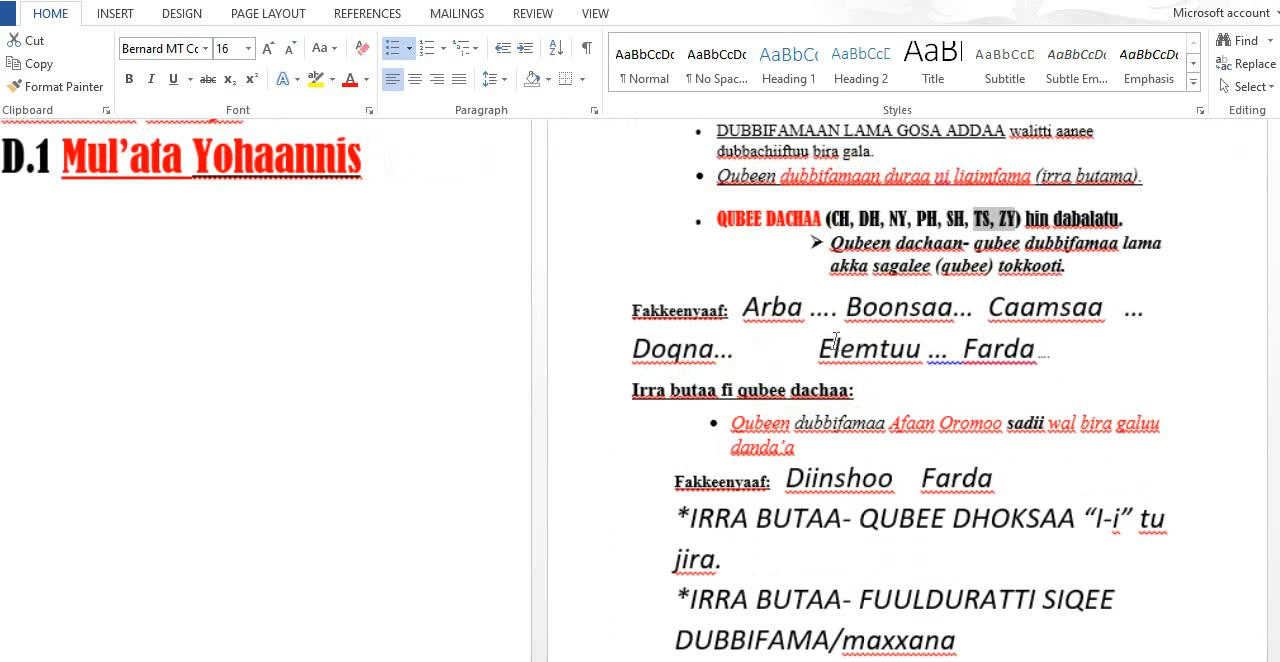 HOME INSERT DESIGN PAGE LAYOUT REFERENCES MAILINGS REVIEW VIEW Microsoft account
Cut
Copy
Format Painter
Bernard MT Cc 16
Aa
B I U abc x₂ x² A A
AaBbCcDc AaBbCcDc AaBbCc AaBbCcD AaBl AaBbCcD AaBbCcDc AaBbCcDc
¶ Normal ¶ No Spac... Heading 1 Heading 2 Title Subtitle Subtle Em... Emphasis
Find
Replace
Select
Clipboard Font Paragraph Styles Editing
D.1 Mul’ata Yohaannis
• DUBBIFAMAAN LAMA GOSA ADDAA walitti aanee
dubbachiiftuu bira gala.
• Qubeen dubbifamaan duraa ni liqimfama (irra butama).
• QUBEE DACHAA (CH, DH, NY, PH, SH, TS, ZY) hin dabalatu.
➢ Qubeen dachaan- qubee dubbifamaa lama
akka sagalee (qubee) tokkooti.
Fakkeenyaaf: Arba .... Boonsaa... Caamsaa ...
Doqna... Elemtuu ... Farda ....
Irra butaa fi qubee dachaa:
• Qubeen dubbifamaa Afaan Oromoo sadii wal bira galuu
danda’a
Fakkeenyaaf: Diinshoo Farda
*IRRA BUTAA- QUBEE DHOKSAA “I-i” tu
jira.
*IRRA BUTAA- FUULDURATTI SIQEE
DUBBIFAMA/maxxana